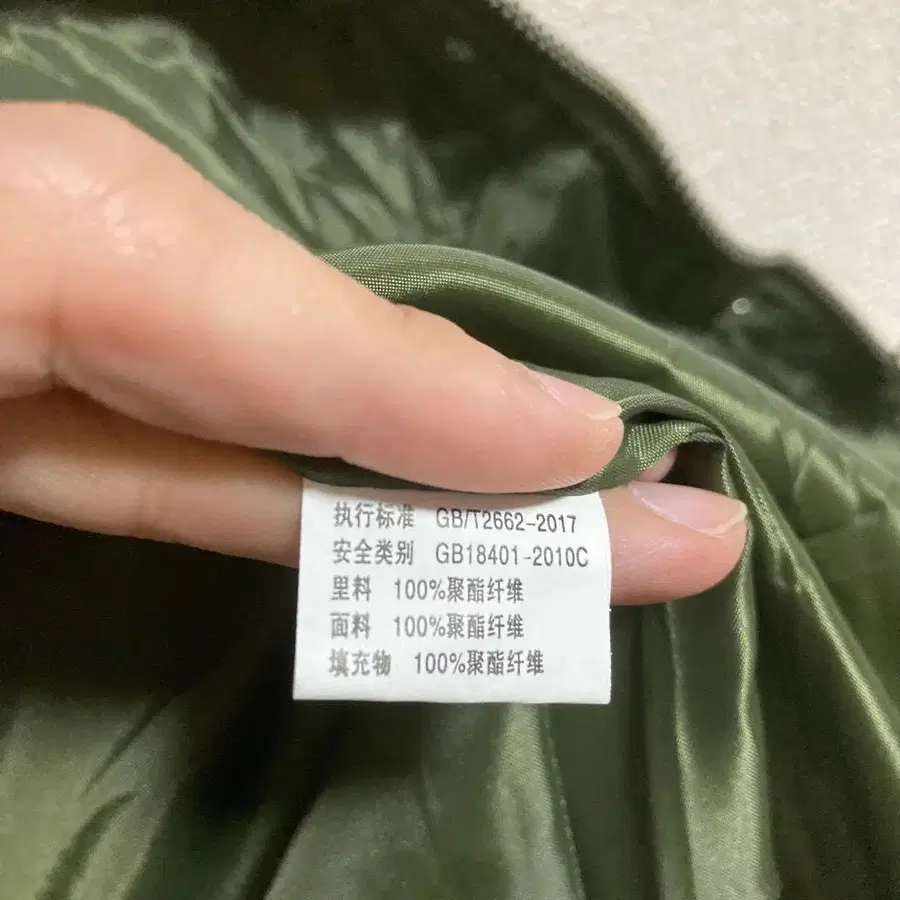 执行标准 GB/T2662-2017
安全类别 GB18401-2010C
里料 100%聚酯纤维
面料 100%聚酯纤维
填充物 100%聚酯纤维